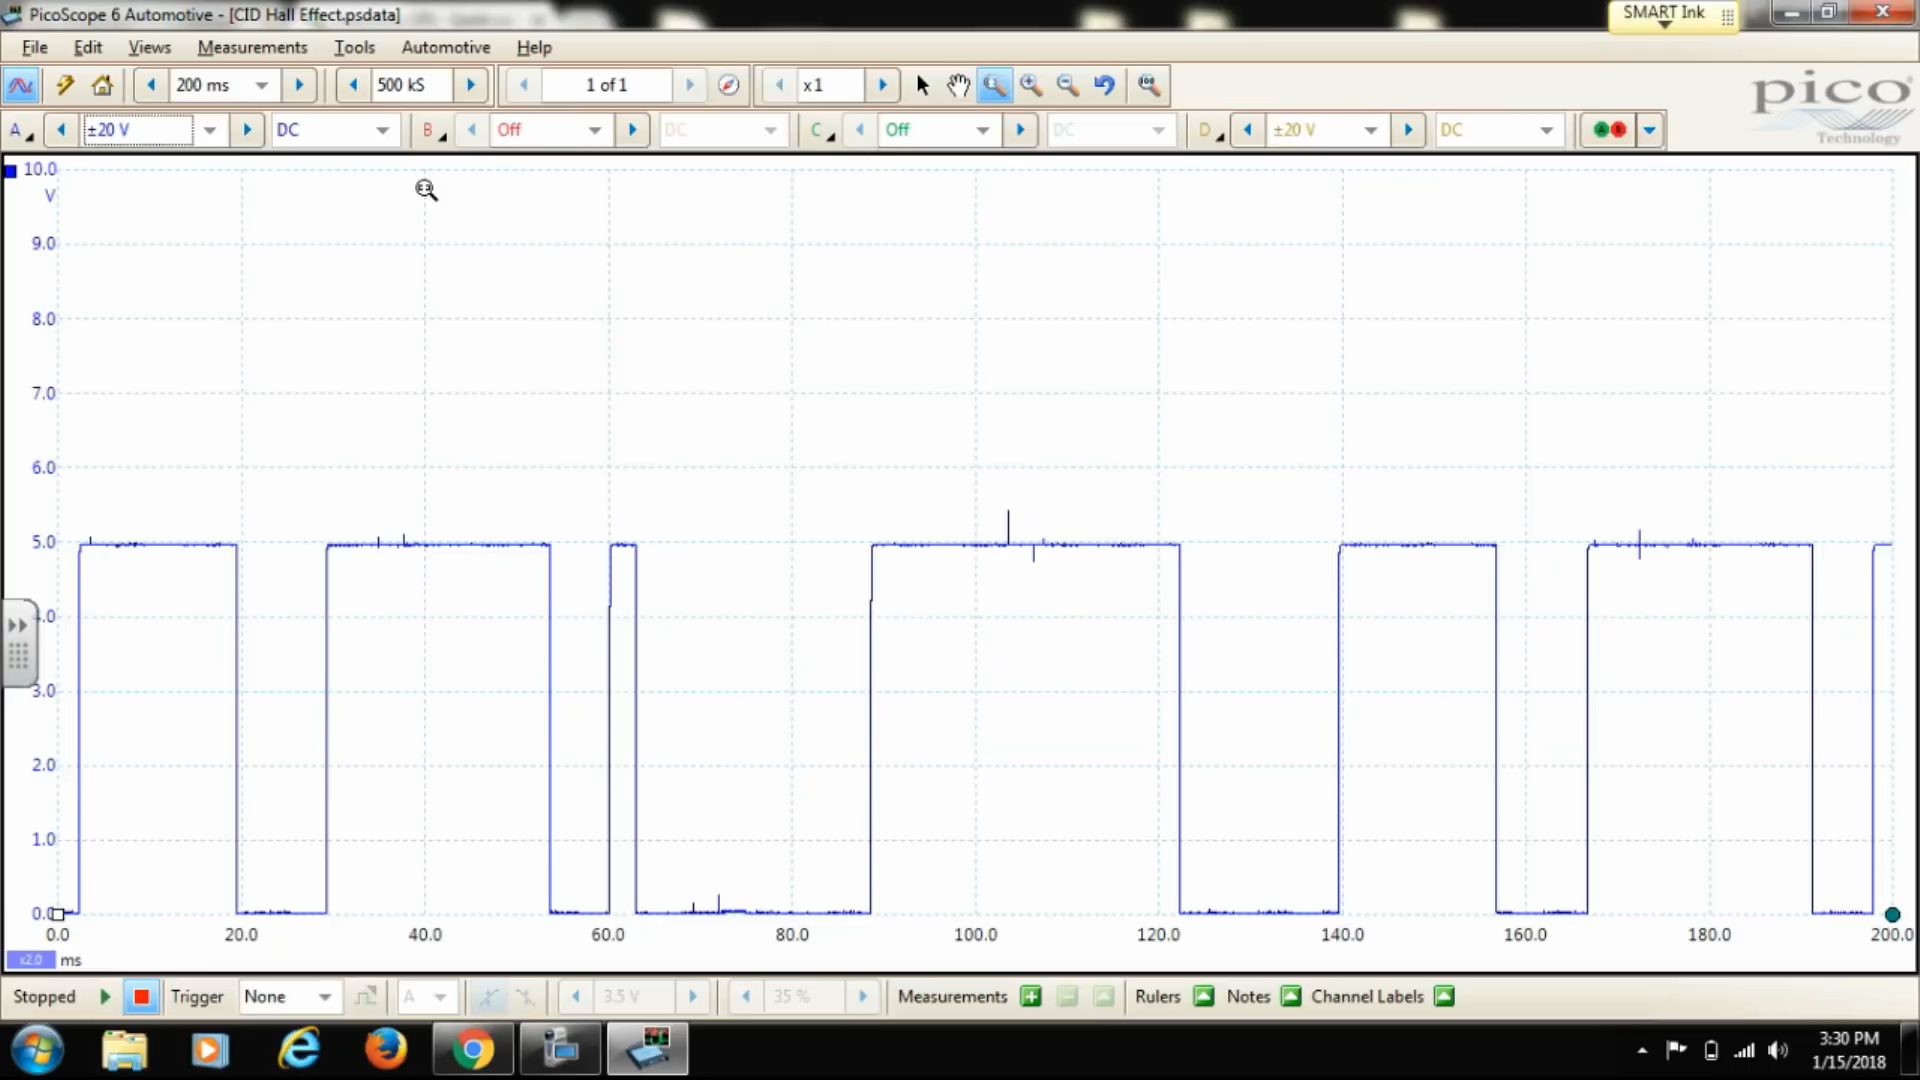 PicoScope 6 Automotive - [CID Hall Effect.psdata]
SMART Ink
File Edit Views Measurements Tools Automotive Help
200 ms 500 kS 1 of 1 x1
pico
Technology
A ±20 V DC B Off DC C Off DC D ±20 V DC
10.0
V
9.0
8.0
7.0
6.0
5.0
4.0
3.0
2.0
1.0
0.0
0.0 20.0 40.0 60.0 80.0 100.0 120.0 140.0 160.0 180.0 200.0
x2.0 ms
Stopped Trigger None A 3.5 V 35 % Measurements Rulers Notes Channel Labels
3:30 PM
1/15/2018